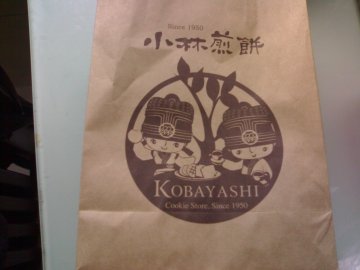 Since 1950
小林煎餅
KOBAYASHI
Cookie Store, Since 1950